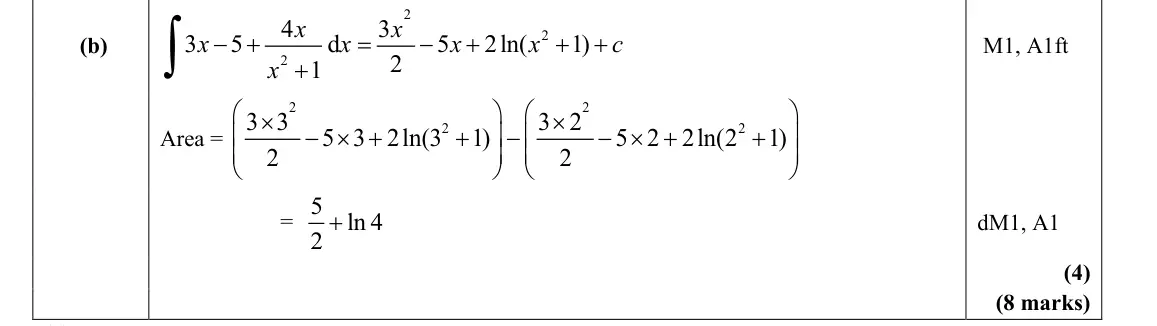 (b) ∫ 3x − 5 + 4x/(x² + 1) dx = 3x²/2 − 5x + 2 ln(x² + 1) + c M1, A1ft
Area = (3×3²/2 − 5×3 + 2 ln(3² + 1)) − (3×2²/2 − 5×2 + 2 ln(2² + 1))
= 5/2 + ln 4 dM1, A1
(4)
(8 marks)